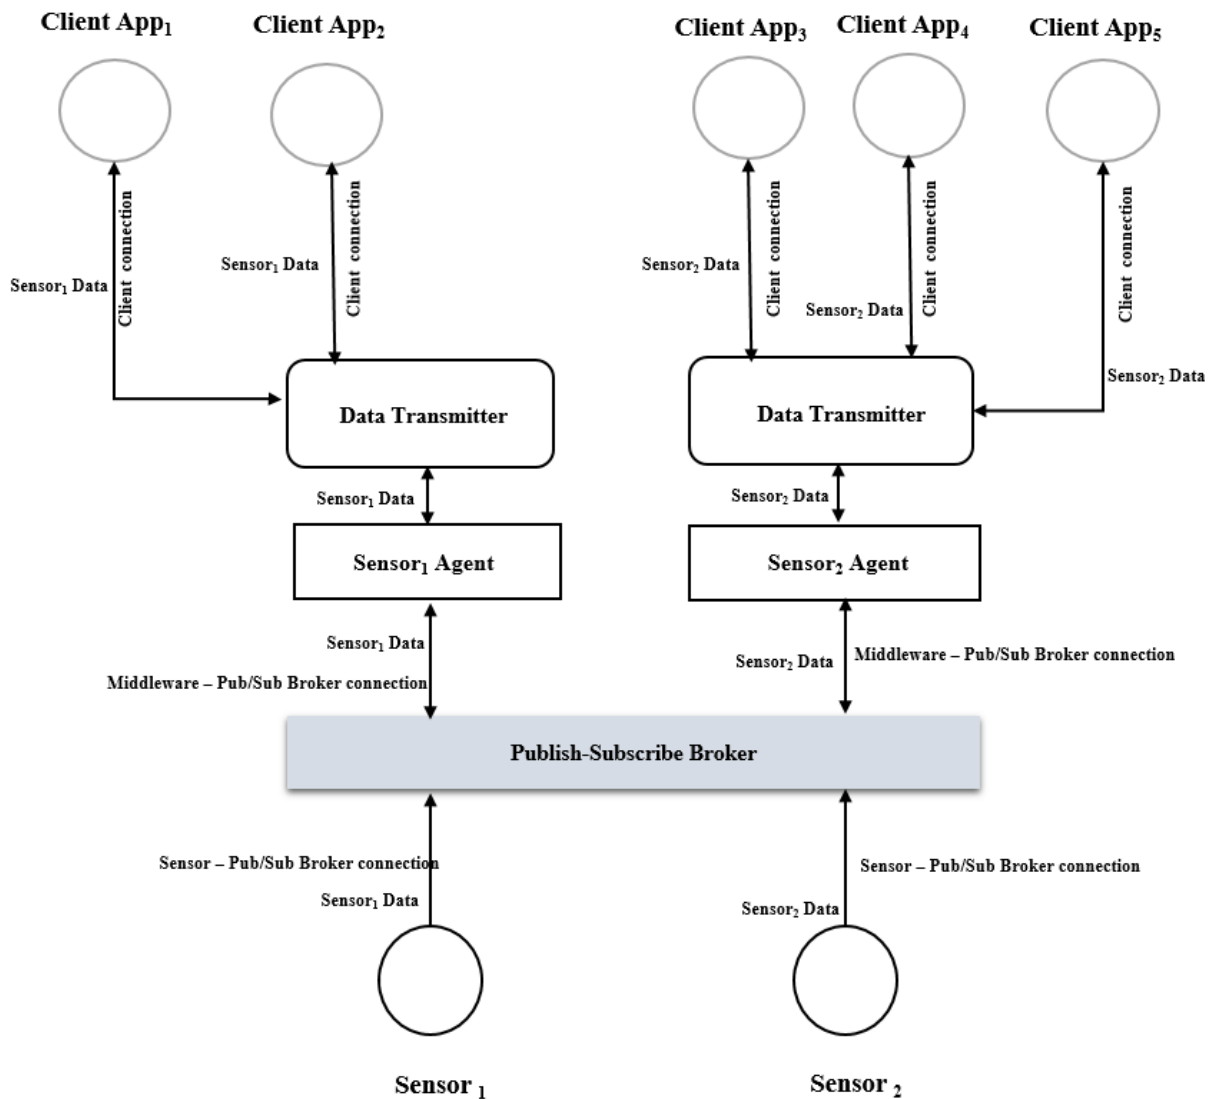 Client App₁
Client App₂
Client App₃
Client App₄
Client App₅
Client connection
Client connection
Client connection
Client connection
Client connection
Sensor₁ Data
Sensor₁ Data
Sensor₂ Data
Sensor₂ Data
Sensor₂ Data
Data Transmitter
Data Transmitter
Sensor₁ Data
Sensor₂ Data
Sensor₁ Agent
Sensor₂ Agent
Sensor₁ Data
Middleware – Pub/Sub Broker connection
Sensor₂ Data
Middleware – Pub/Sub Broker connection
Publish-Subscribe Broker
Sensor – Pub/Sub Broker connection
Sensor₁ Data
Sensor – Pub/Sub Broker connection
Sensor₂ Data
Sensor ₁
Sensor ₂